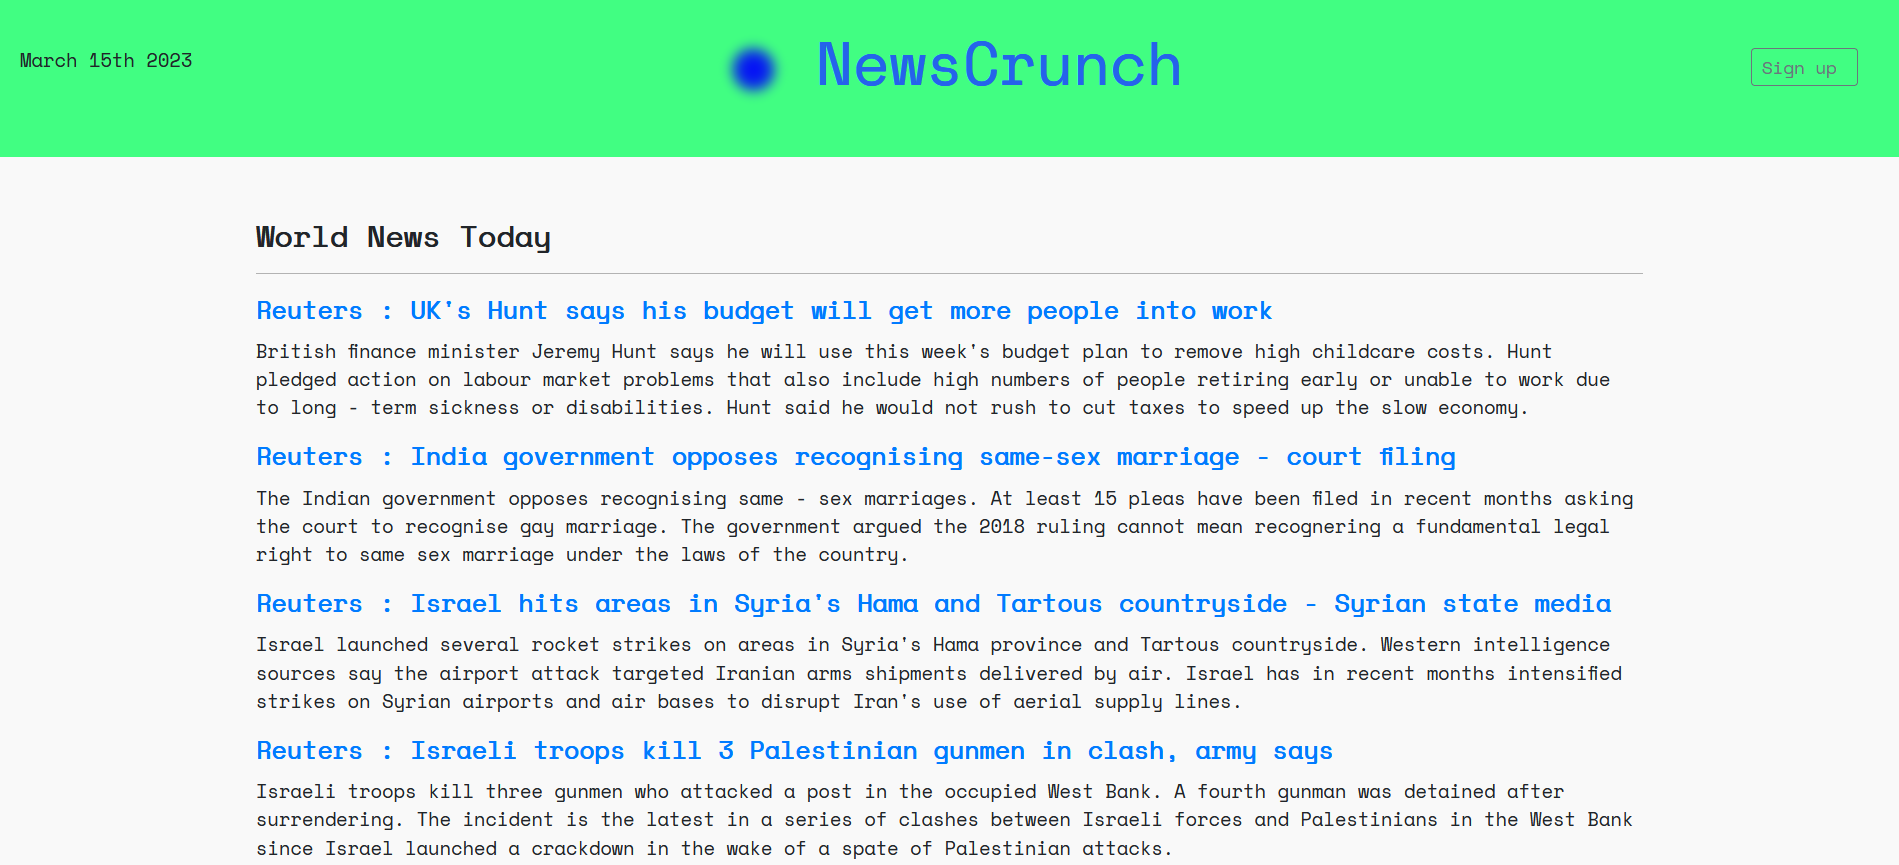 March 15th 2023
NewsCrunch
Sign up
World News Today
Reuters : UK's Hunt says his budget will get more people into work
British finance minister Jeremy Hunt says he will use this week's budget plan to remove high childcare costs. Hunt
pledged action on labour market problems that also include high numbers of people retiring early or unable to work due
to long - term sickness or disabilities. Hunt said he would not rush to cut taxes to speed up the slow economy.
Reuters : India government opposes recognising same-sex marriage - court filing
The Indian government opposes recognising same - sex marriages. At least 15 pleas have been filed in recent months asking
the court to recognise gay marriage. The government argued the 2018 ruling cannot mean recognering a fundamental legal
right to same sex marriage under the laws of the country.
Reuters : Israel hits areas in Syria's Hama and Tartous countryside - Syrian state media
Israel launched several rocket strikes on areas in Syria's Hama province and Tartous countryside. Western intelligence
sources say the airport attack targeted Iranian arms shipments delivered by air. Israel has in recent months intensified
strikes on Syrian airports and air bases to disrupt Iran's use of aerial supply lines.
Reuters : Israeli troops kill 3 Palestinian gunmen in clash, army says
Israeli troops kill three gunmen who attacked a post in the occupied West Bank. A fourth gunman was detained after
surrendering. The incident is the latest in a series of clashes between Israeli forces and Palestinians in the West Bank
since Israel launched a crackdown in the wake of a spate of Palestinian attacks.